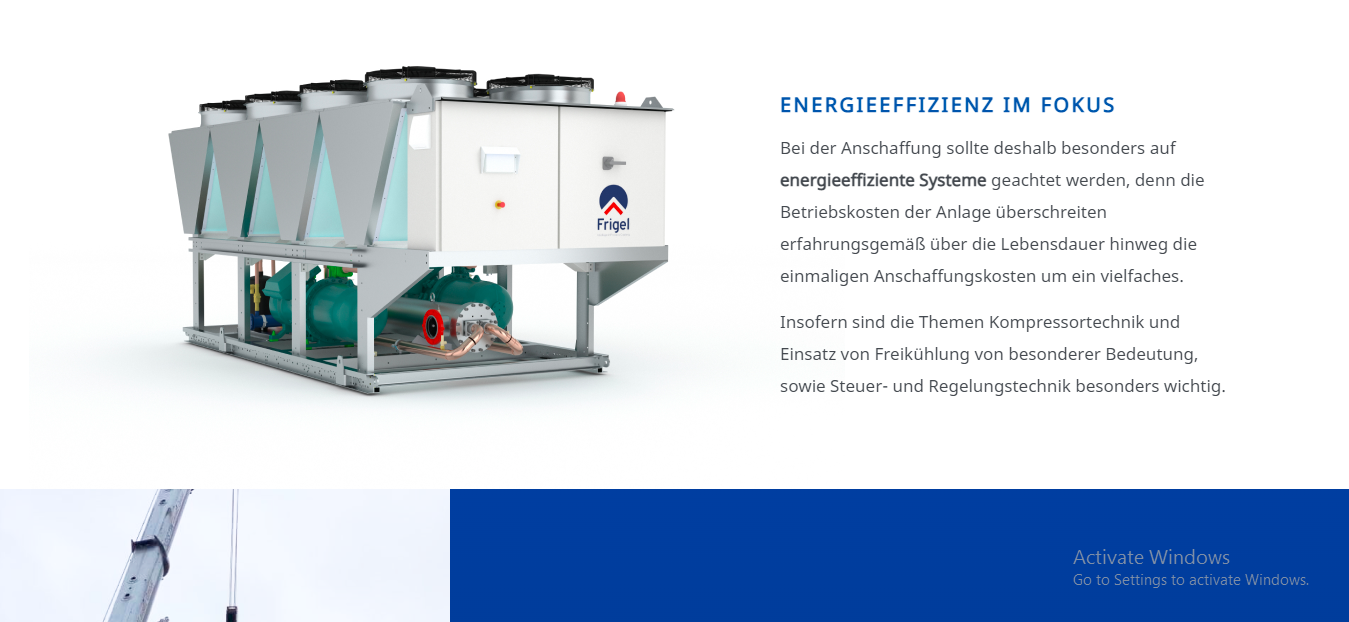 ENERGIEEFFIZIENZ IM FOKUS
Bei der Anschaffung sollte deshalb besonders auf
energieeffiziente Systeme geachtet werden, denn die
Betriebskosten der Anlage überschreiten
erfahrungsgemäß über die Lebensdauer hinweg die
einmaligen Anschaffungskosten um ein vielfaches.
Insofern sind die Themen Kompressortechnik und
Einsatz von Freikühlung von besonderer Bedeutung,
sowie Steuer- und Regelungstechnik besonders wichtig.
Frigel
Activate Windows
Go to Settings to activate Windows.